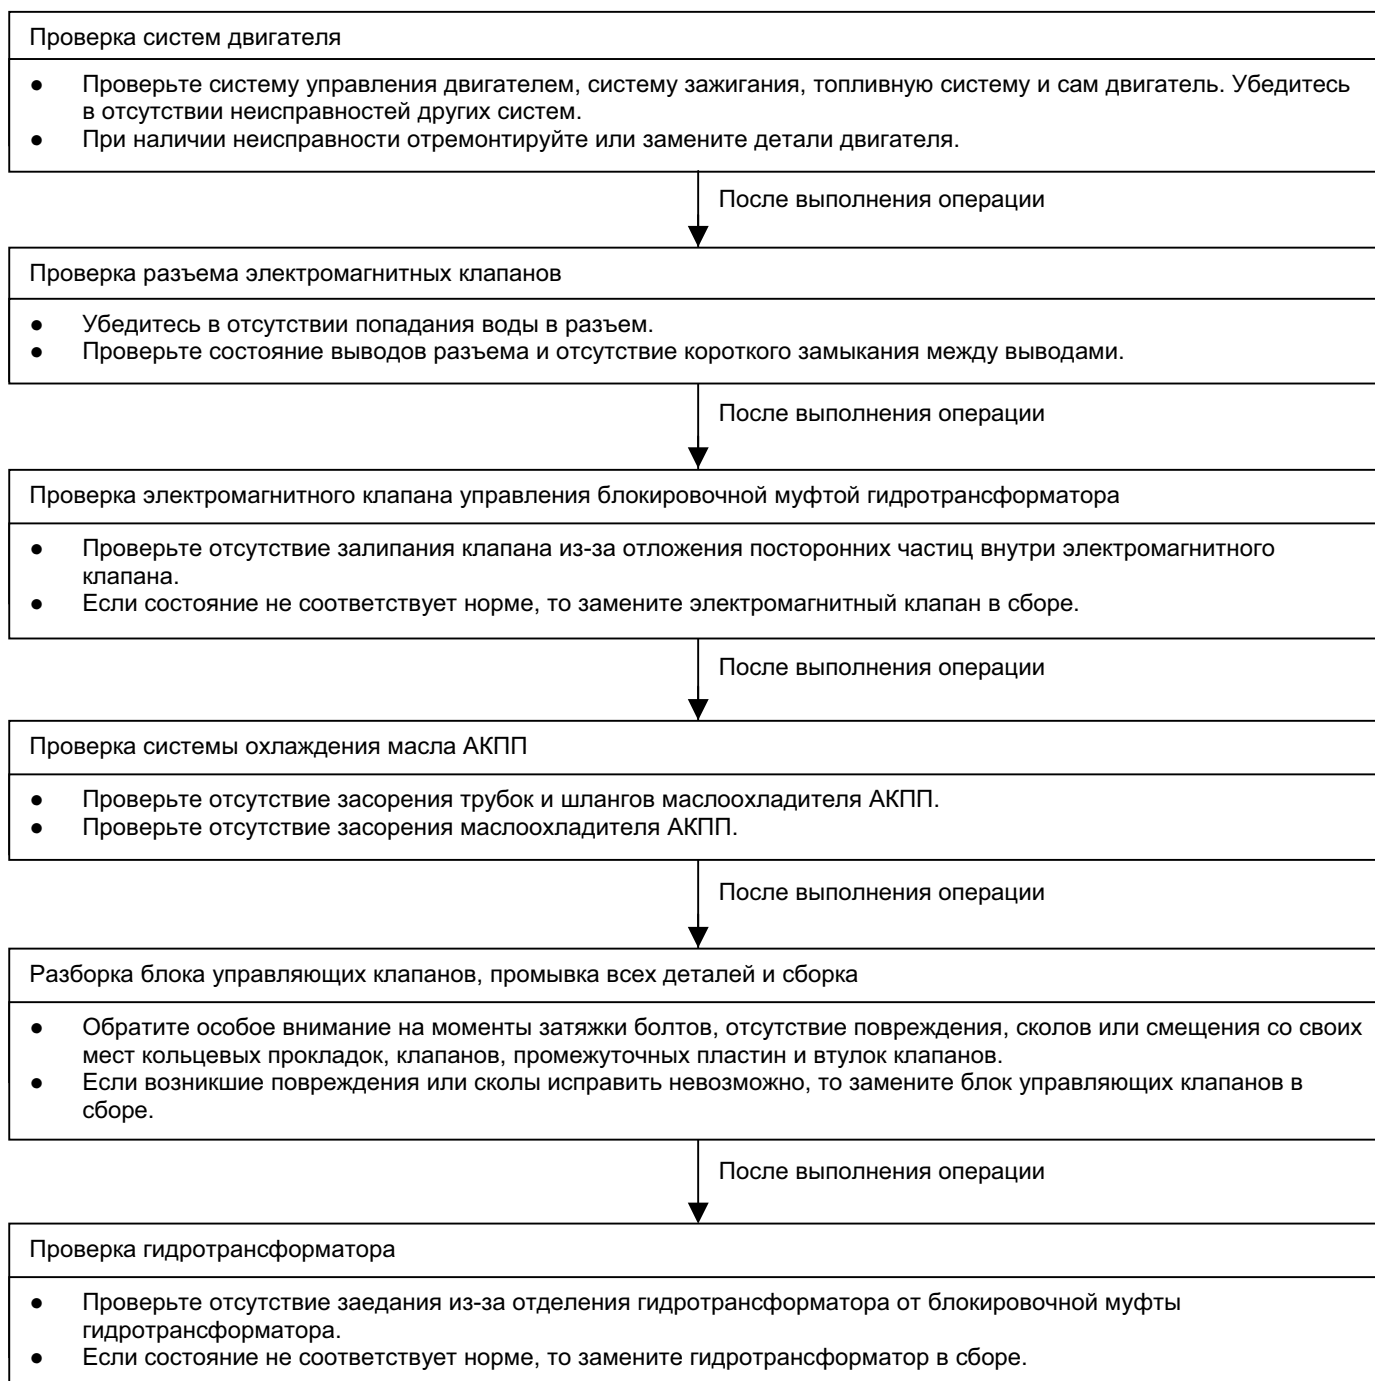 Проверка систем двигателя
● Проверьте систему управления двигателем, систему зажигания, топливную систему и сам двигатель. Убедитесь
в отсутствии неисправностей других систем.
● При наличии неисправности отремонтируйте или замените детали двигателя.
После выполнения операции
Проверка разъема электромагнитных клапанов
● Убедитесь в отсутствии попадания воды в разъем.
● Проверьте состояние выводов разъема и отсутствие короткого замыкания между выводами.
После выполнения операции
Проверка электромагнитного клапана управления блокировочной муфтой гидротрансформатора
● Проверьте отсутствие залипания клапана из-за отложения посторонних частиц внутри электромагнитного
клапана.
● Если состояние не соответствует норме, то замените электромагнитный клапан в сборе.
После выполнения операции
Проверка системы охлаждения масла АКПП
● Проверьте отсутствие засорения трубок и шлангов маслоохладителя АКПП.
● Проверьте отсутствие засорения маслоохладителя АКПП.
После выполнения операции
Разборка блока управляющих клапанов, промывка всех деталей и сборка
● Обратите особое внимание на моменты затяжки болтов, отсутствие повреждения, сколов или смещения со своих
мест кольцевых прокладок, клапанов, промежуточных пластин и втулок клапанов.
● Если возникшие повреждения или сколы исправить невозможно, то замените блок управляющих клапанов в
сборе.
После выполнения операции
Проверка гидротрансформатора
● Проверьте отсутствие заедания из-за отделения гидротрансформатора от блокировочной муфты
гидротрансформатора.
● Если состояние не соответствует норме, то замените гидротрансформатор в сборе.